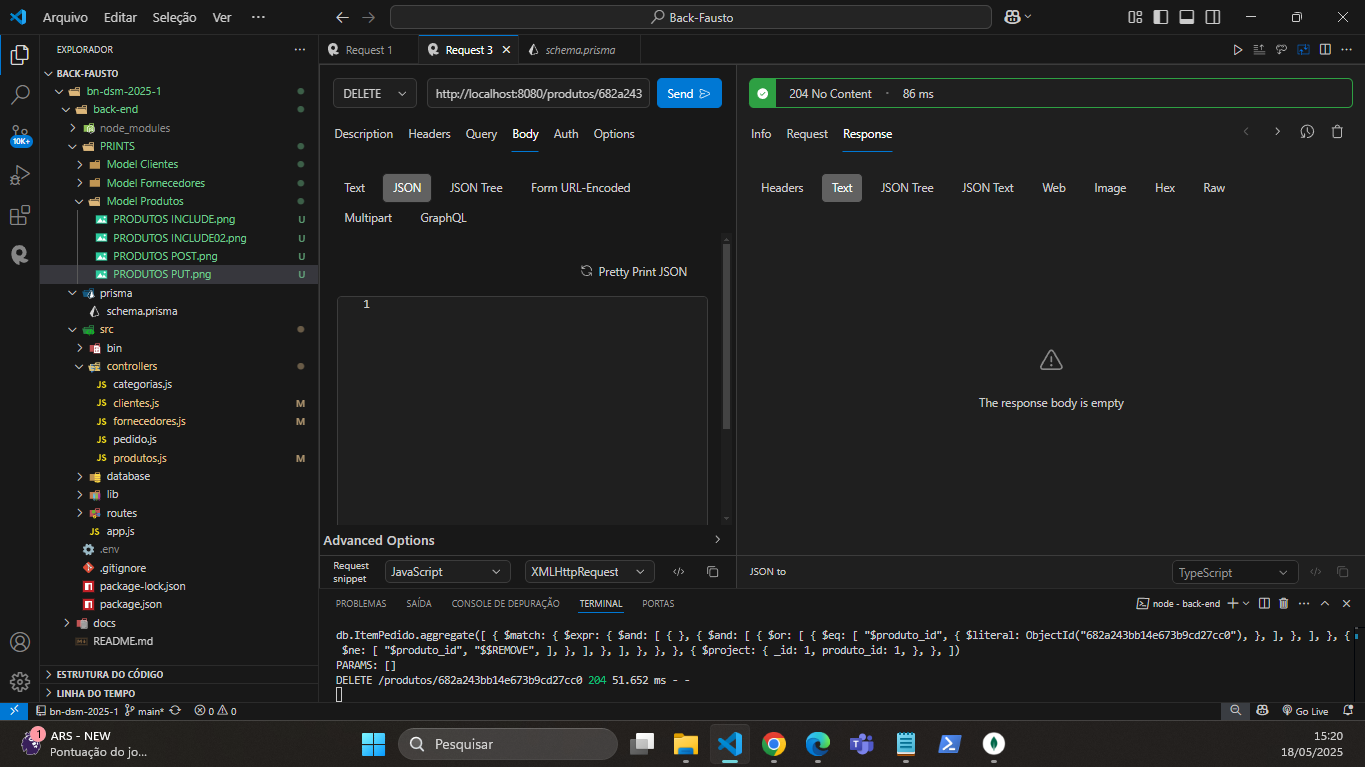 Arquivo Editar Seleção Ver ···
Back-Fausto
EXPLORADOR
Request 1
Request 3
schema.prisma
BACK-FAUSTO
bn-dsm-2025-1
back-end
node_modules
PRINTS
Model Clientes
Model Fornecedores
Model Produtos
PRODUTOS INCLUDE.png U
PRODUTOS INCLUDE02.png U
PRODUTOS POST.png U
PRODUTOS PUT.png U
prisma
schema.prisma
src
bin
controllers
JS categorias.js
JS clientes.js M
JS fornecedores.js M
JS pedido.js
JS produtos.js M
database
lib
routes
JS app.js
.env
.gitignore
package-lock.json
package.json
docs
README.md
ESTRUTURA DO CÓDIGO
LINHA DO TEMPO
10K+
DELETE
http://localhost:8080/produtos/682a243
Send
Description Headers Query Body Auth Options
Text JSON JSON Tree Form URL-Encoded
Multipart GraphQL
Pretty Print JSON
1
Advanced Options
Request snippet
JavaScript
XMLHttpRequest
204 No Content · 86 ms
Info Request Response
Headers Text JSON Tree JSON Text Web Image Hex Raw
The response body is empty
JSON to
TypeScript
PROBLEMAS SAÍDA CONSOLE DE DEPURAÇÃO TERMINAL PORTAS
node - back-end
db.ItemPedido.aggregate([ { $match: { $expr: { $and: [ { }, { $and: [ { $or: [ { $eq: [ "$produto_id", { $literal: ObjectId("682a243bb14e673b9cd27cc0"), }, ], }, ], }, {
$ne: [ "$produto_id", "$$REMOVE", ], }, ], }, ], }, }, }, { $project: { _id: 1, produto_id: 1, }, }, ])
PARAMS: []
DELETE /produtos/682a243bb14e673b9cd27cc0 204 51.652 ms - -
bn-dsm-2025-1 main* 0 0
Go Live
1
ARS - NEW
Pontuação do jo...
Pesquisar
15:20
18/05/2025